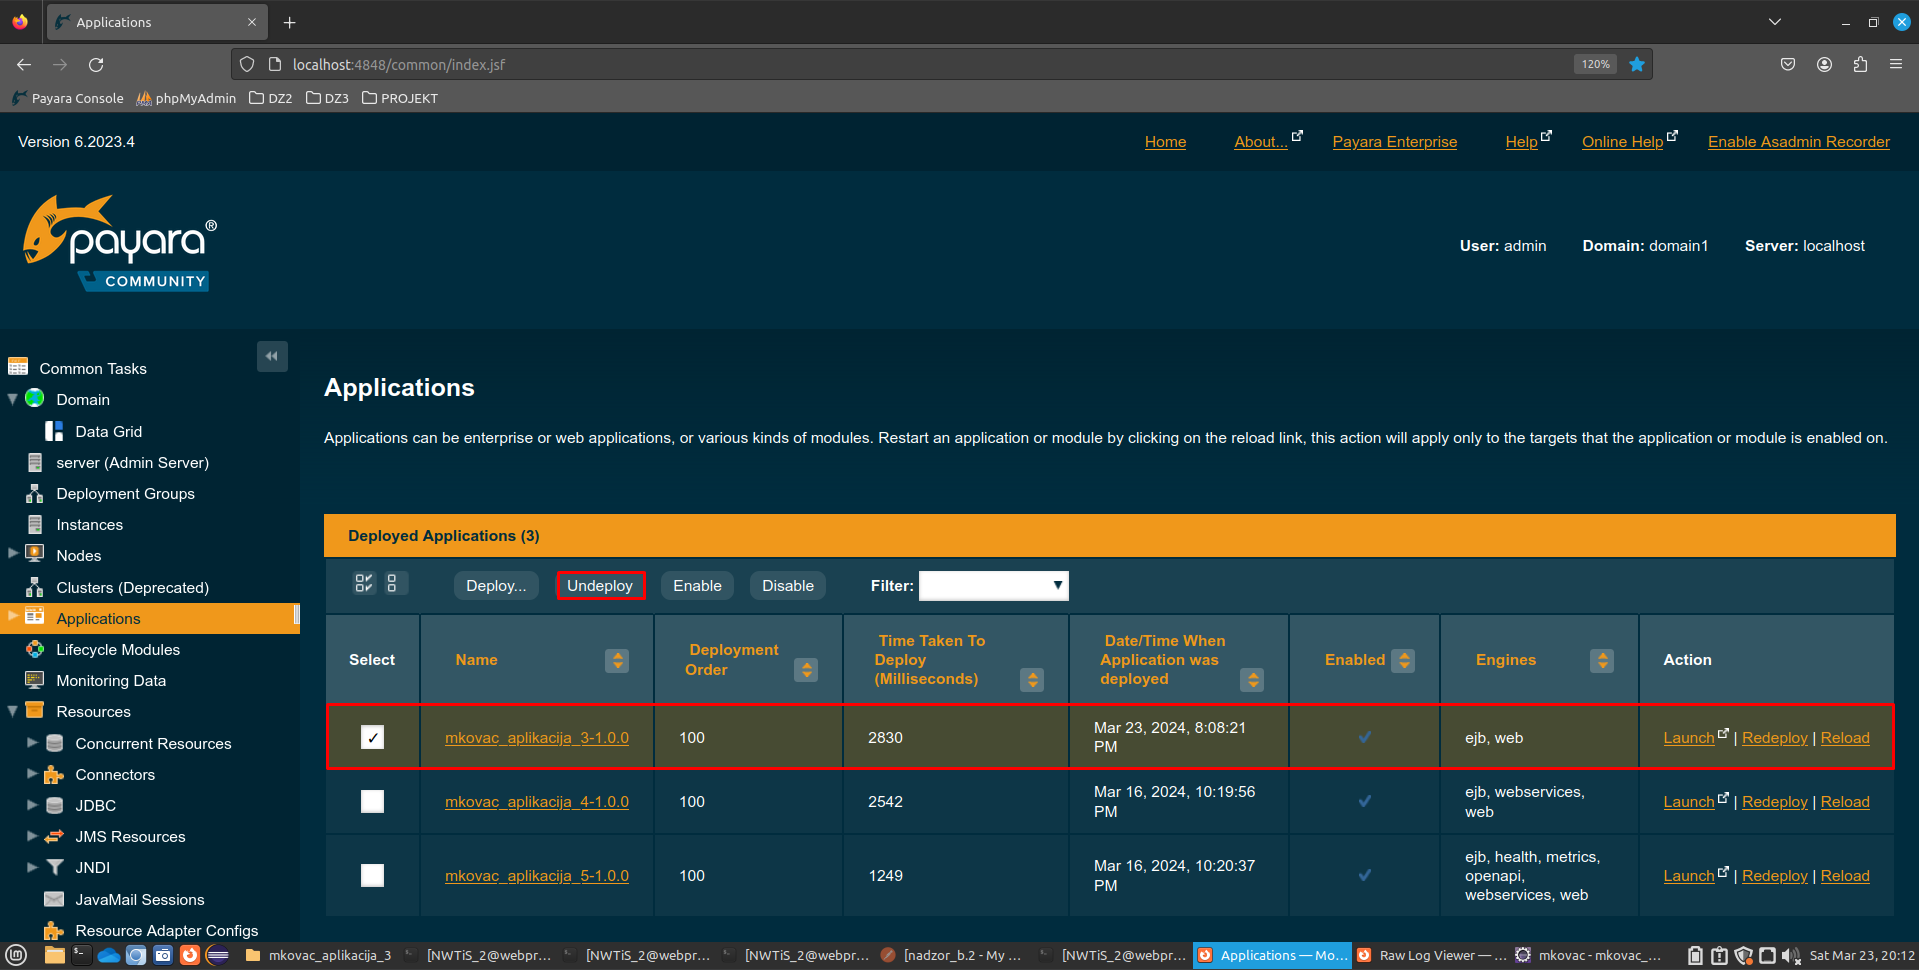 Applications
localhost:4848/common/index.jsf
120%
Payara Console
phpMyAdmin
DZ2
DZ3
PROJEKT
Version 6.2023.4
Home
About...
Payara Enterprise
Help
Online Help
Enable Asadmin Recorder
payara®
COMMUNITY
User: admin
Domain: domain1
Server: localhost
Common Tasks
Domain
Data Grid
server (Admin Server)
Deployment Groups
Instances
Nodes
Clusters (Deprecated)
Applications
Lifecycle Modules
Monitoring Data
Resources
Concurrent Resources
Connectors
JDBC
JMS Resources
JNDI
JavaMail Sessions
Resource Adapter Configs
Applications
Applications can be enterprise or web applications, or various kinds of modules. Restart an application or module by clicking on the reload link, this action will apply only to the targets that the application or module is enabled on.
Deployed Applications (3)
Deploy...
Undeploy
Enable
Disable
Filter:
Select
Name
Deployment
Order
Time Taken To
Deploy
(Milliseconds)
Date/Time When
Application was
deployed
Enabled
Engines
Action
mkovac_aplikacija_3-1.0.0
100
2830
Mar 23, 2024, 8:08:21
PM
ejb, web
Launch | Redeploy | Reload
mkovac_aplikacija_4-1.0.0
100
2542
Mar 16, 2024, 10:19:56
PM
ejb, webservices,
web
Launch | Redeploy | Reload
mkovac_aplikacija_5-1.0.0
100
1249
Mar 16, 2024, 10:20:37
PM
ejb, health, metrics,
openapi,
webservices, web
Launch | Redeploy | Reload
mkovac_aplikacija_3
[NWTiS_2@webpr...
[NWTiS_2@webpr...
[NWTiS_2@webpr...
[nadzor_b.2 - My ...
[NWTiS_2@webpr...
Applications — Mo...
Raw Log Viewer — ...
mkovac - mkovac_...
Sat Mar 23, 20:12